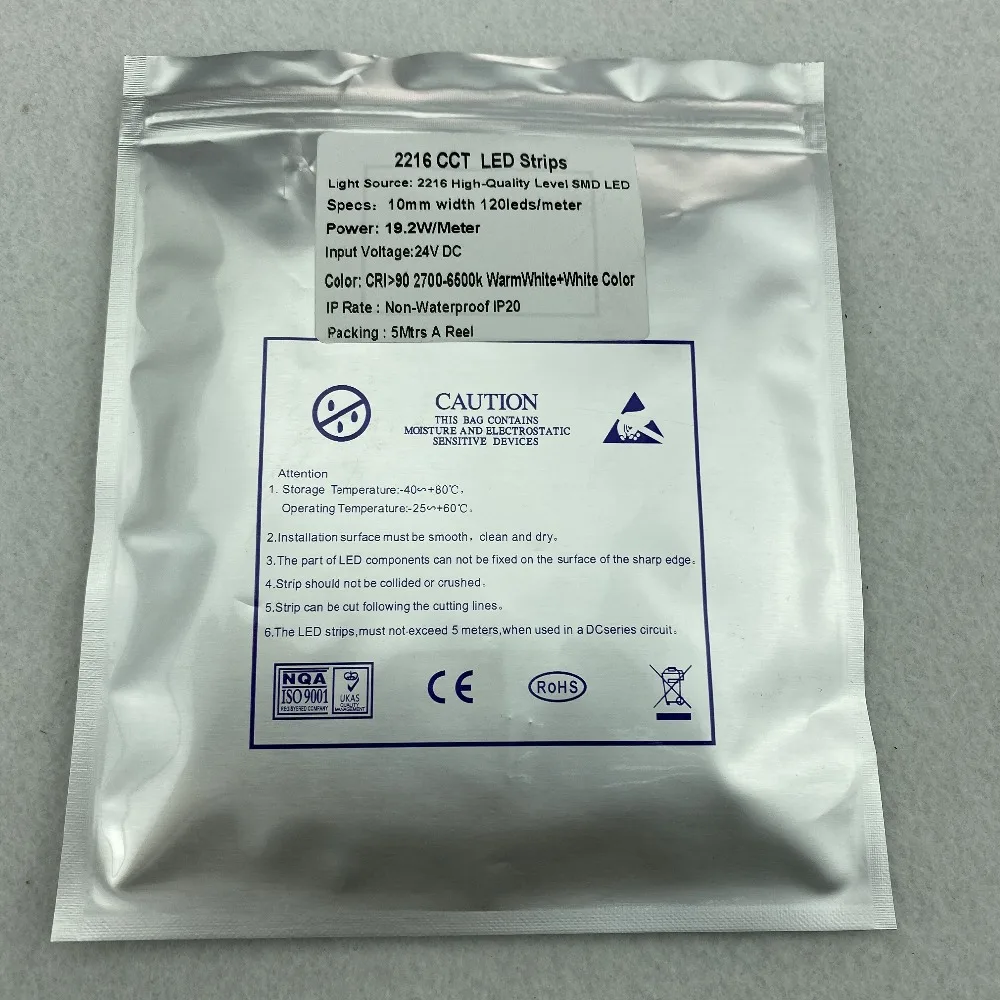 2216 CCT LED Strips
Light Source: 2216 High-Quality Level SMD LED
Specs: 10mm width 120leds/meter
Power: 19.2W/Meter
Input Voltage:24V DC
Color: CRI>90 2700-6500k WarmWhite+White Color
IP Rate : Non-Waterproof IP20
Packing : 5Mtrs A Reel
CAUTION
THIS BAG CONTAINS
MOISTURE AND ELECTROSTATIC
SENSITIVE DEVICES
Attention
1. Storage Temperature:-40~+80℃.
Operating Temperature:-25~+60℃.
2.Installation surface must be smooth, clean and dry。
3.The part of LED components can not be fixed on the surface of the sharp edge。
4.Strip should not be collided or crushed.
5.Strip can be cut following the cutting lines。
6.The LED strips,must not exceed 5 meters,when used in a DCseries circuit。
NQA
ISO 9001
REGISTERED COMPANY
UKAS
QUALITY
MANAGEMENT
CE
RoHS